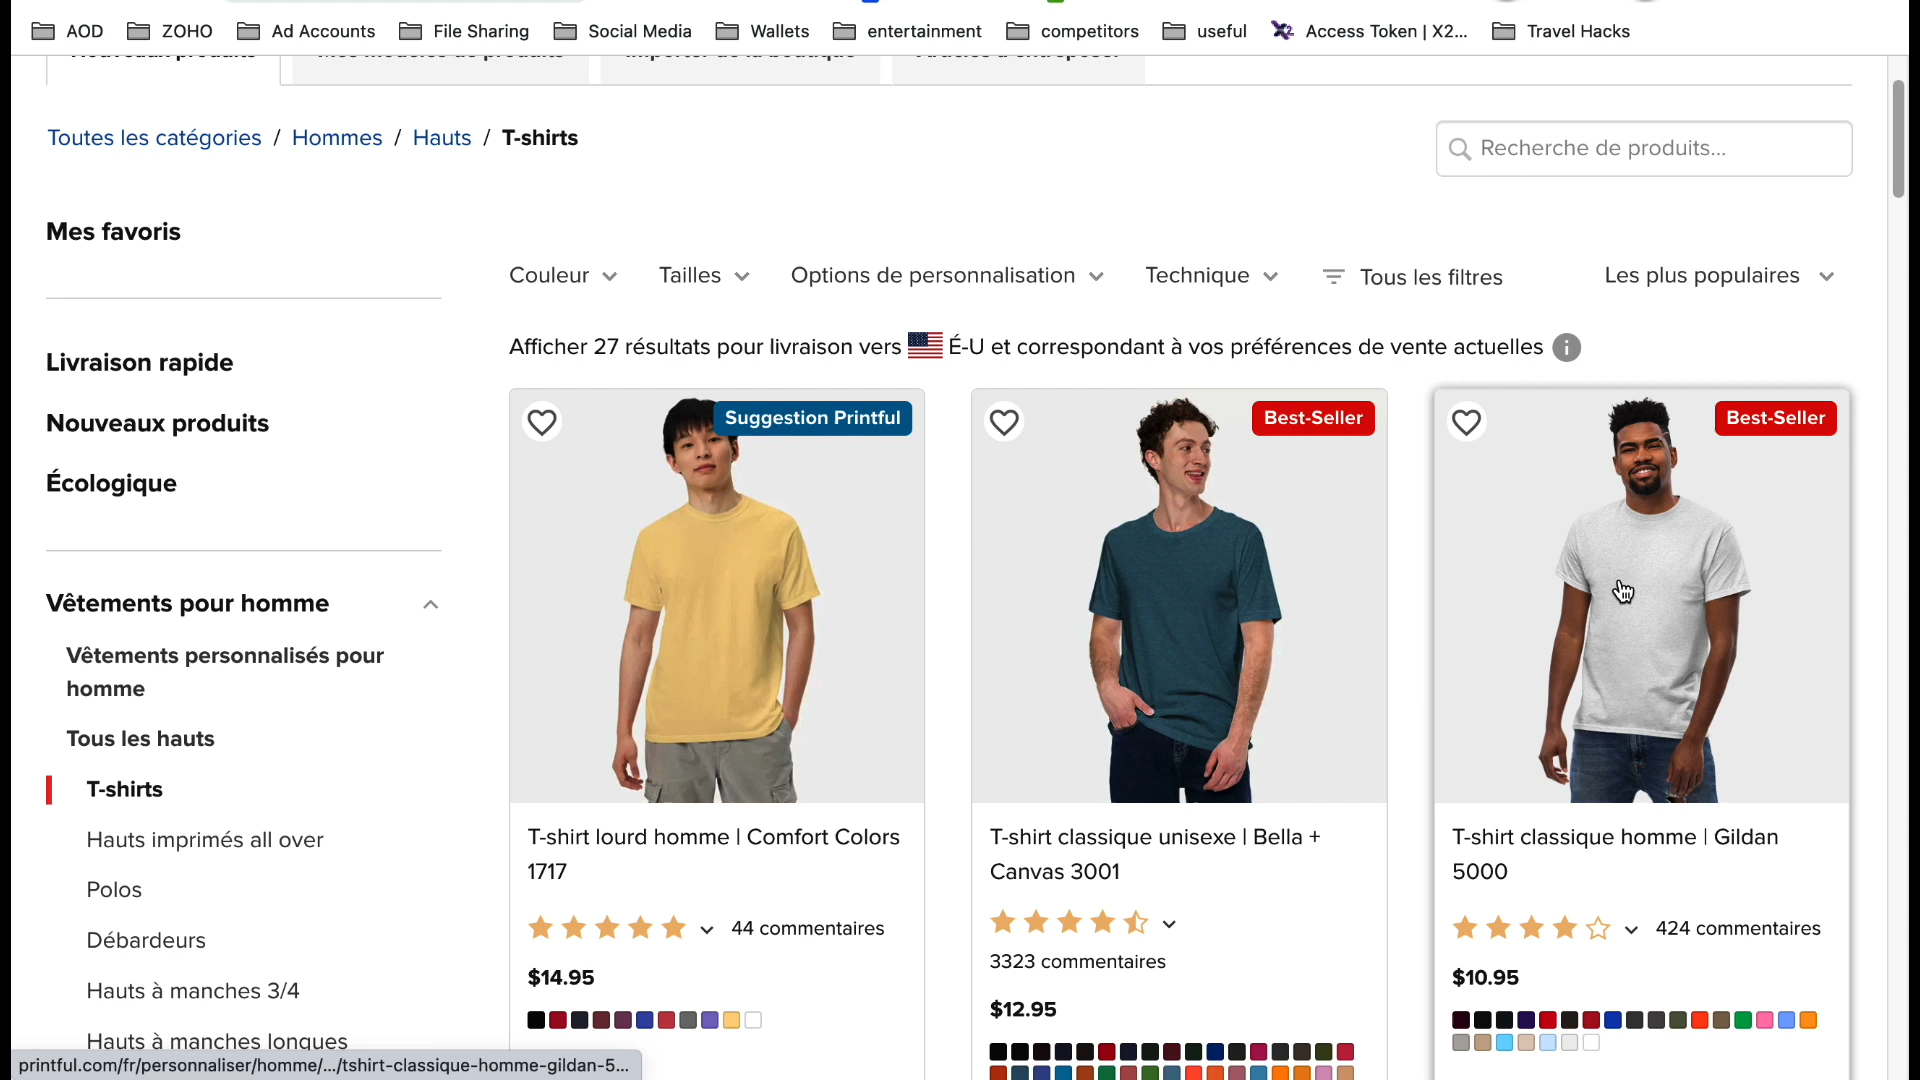 AOD ZOHO Ad Accounts File Sharing Social Media Wallets entertainment competitors useful Access Token | X2... Travel Hacks
Toutes les catégories / Hommes / Hauts / T-shirts
Recherche de produits...
Mes favoris
Livraison rapide
Nouveaux produits
Écologique
Vêtements pour homme
Vêtements personnalisés pour
homme
Tous les hauts
T-shirts
Hauts imprimés all over
Polos
Débardeurs
Hauts à manches 3/4
Hauts à manches longues
Couleur Tailles Options de personnalisation Technique Tous les filtres Les plus populaires
Afficher 27 résultats pour livraison vers É-U et correspondant à vos préférences de vente actuelles
Suggestion Printful
T-shirt lourd homme | Comfort Colors
1717
44 commentaires
$14.95
Best-Seller
T-shirt classique unisexe | Bella +
Canvas 3001
3323 commentaires
$12.95
Best-Seller
T-shirt classique homme | Gildan
5000
424 commentaires
$10.95
printful.com/fr/personnaliser/homme/.../tshirt-classique-homme-gildan-5...